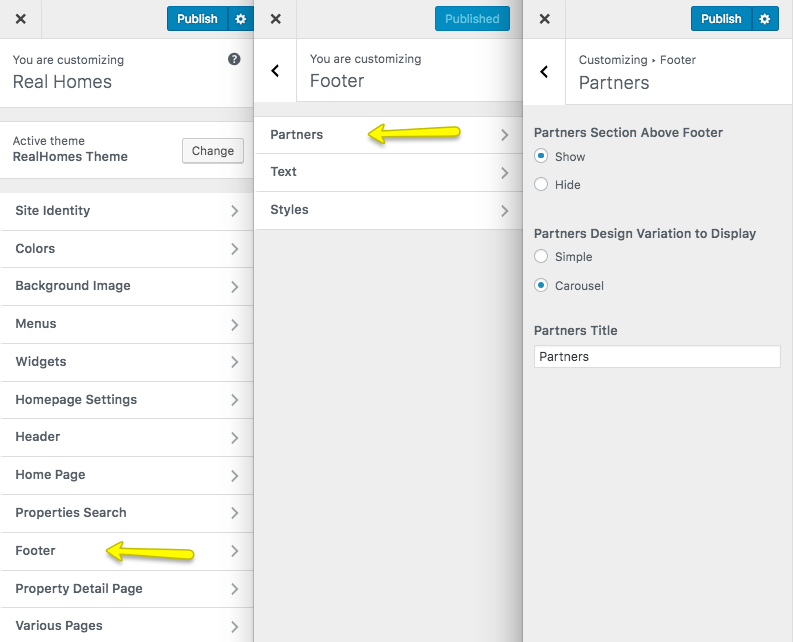 Publish
You are customizing
Real Homes
Active theme
RealHomes Theme
Change
Site Identity
Colors
Background Image
Menus
Widgets
Homepage Settings
Header
Home Page
Properties Search
Footer
Property Detail Page
Various Pages
Published
You are customizing
Footer
Partners
Text
Styles
Publish
Customizing ▸ Footer
Partners
Partners Section Above Footer
Show
Hide
Partners Design Variation to Display
Simple
Carousel
Partners Title
Partners